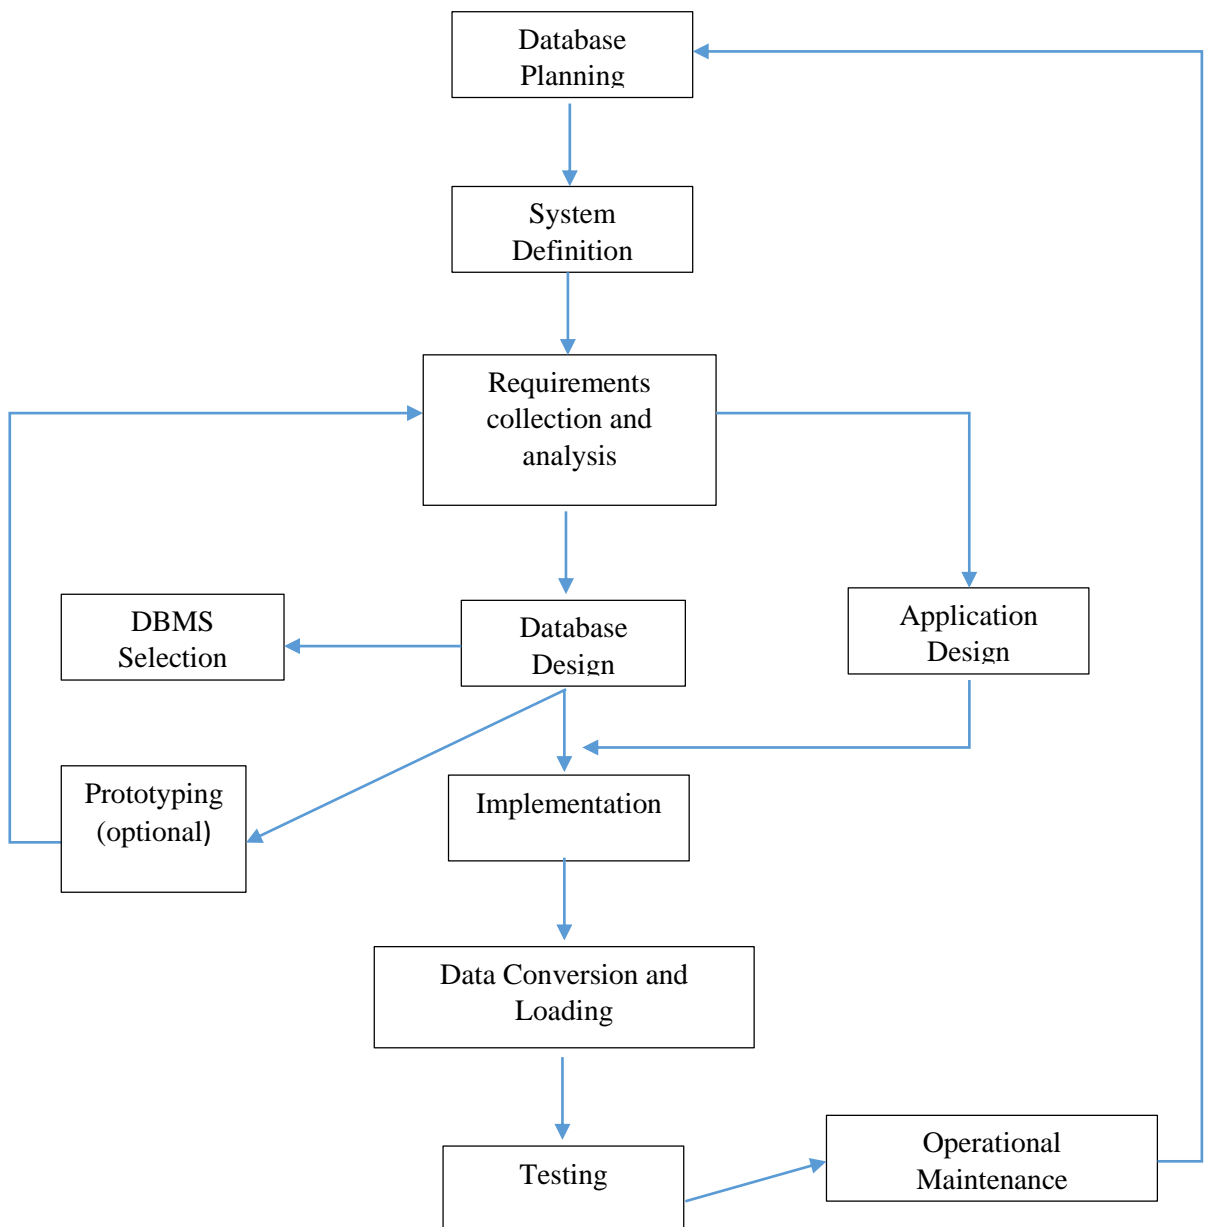 Database
Planning
System
Definition
Requirements
collection and
analysis
DBMS
Selection
Database
Design
Application
Design
Prototyping
(optional)
Implementation
Data Conversion and
Loading
Testing
Operational
Maintenance